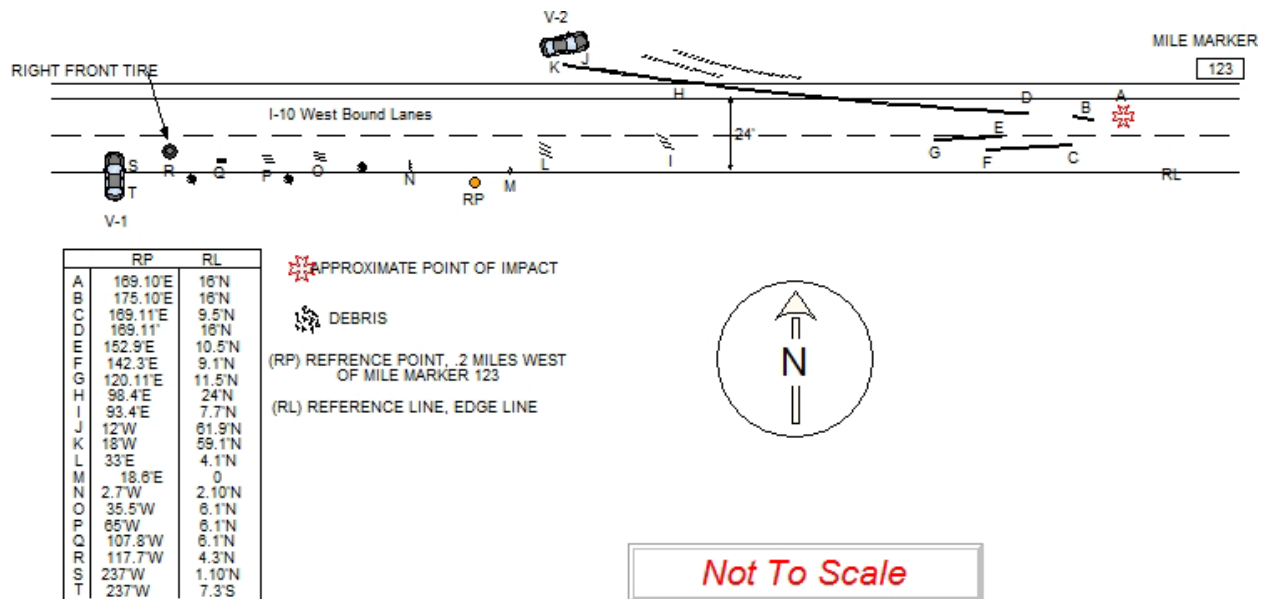 V-2
MILE MARKER
123
RIGHT FRONT TIRE
J
K
H
D
A
B
I-10 West Bound Lanes
24'
E
G
F
C
S
R
Q
P
O
N
L
I
T
M
RL
RP
V-1
RP RL
A 169.10'E 16'N
B 175.10'E 16'N
C 169.11'E 9.5'N
D 169.11' 16'N
E 152.9'E 10.5'N
F 142.3'E 9.1'N
G 120.11'E 11.5'N
H 98.4'E 24'N
I 93.4'E 7.7'N
J 12'W 61.9'N
K 18'W 59.1'N
L 33'E 4.1'N
M 18.6'E 0
N 2.7'W 2.10'N
O 35.5'W 6.1'N
P 65'W 6.1'N
Q 107.8'W 6.1'N
R 117.7'W 4.3'N
S 237'W 1.10'N
T 237'W 7.3'S
APPROXIMATE POINT OF IMPACT
DEBRIS
(RP) REFRENCE POINT, .2 MILES WEST
OF MILE MARKER 123
(RL) REFERENCE LINE, EDGE LINE
N
Not To Scale